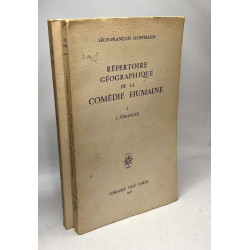 LÉON-FRANÇOIS HOFFMANN
RÉPERTOIRE
GÉOGRAPHIQUE
DE LA
COMÉDIE HUMAINE
I
L'ÉTRANGER
LIBRAIRIE JOSÉ CORTI